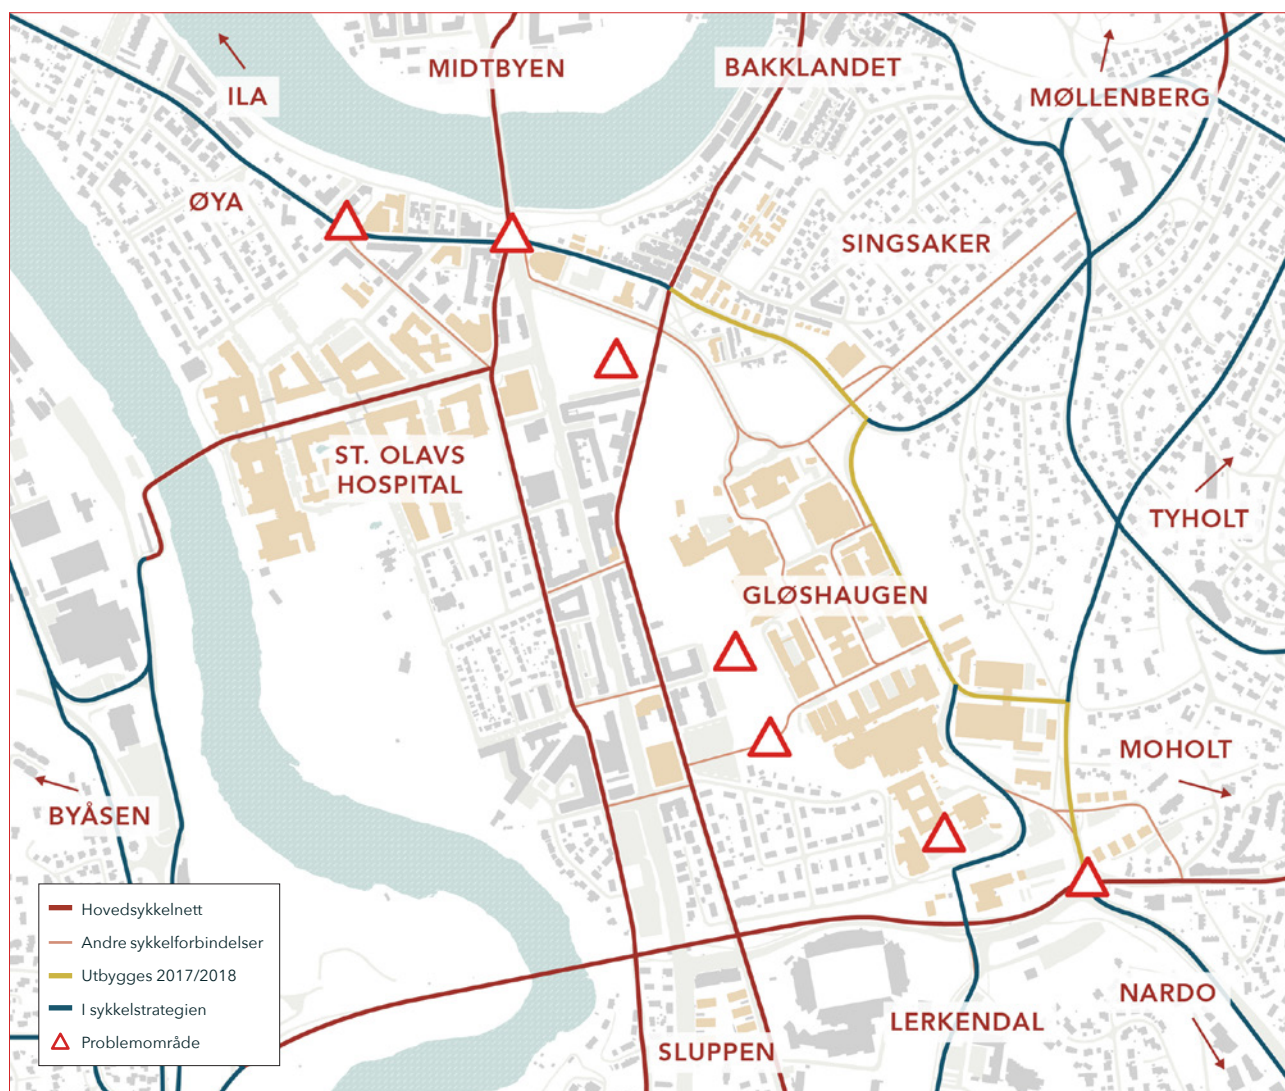 MIDTBYEN
BAKKLANDET
ILA
MØLLENBERG
ØYA
SINGSAKER
ST. OLAVS
HOSPITAL
TYHOLT
GLØSHAUGEN
MOHOLT
BYÅSEN
Hovedsykkelnett
Andre sykkelforbindelser
Utbygges 2017/2018
I sykkelstrategien
Problemområde
NARDO
LERKENDAL
SLUPPEN